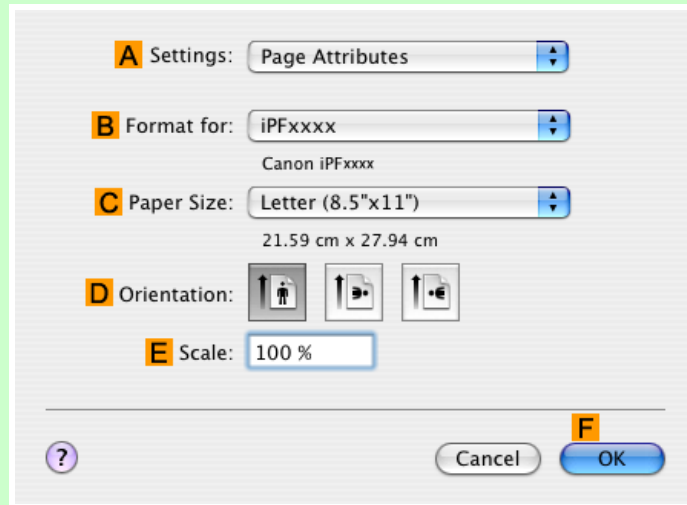 A Settings: Page Attributes
B Format for: iPFxxxx
Canon iPFxxxx
C Paper Size: Letter (8.5"x11")
21.59 cm x 27.94 cm
D Orientation:
E Scale: 100 %
F
? Cancel OK